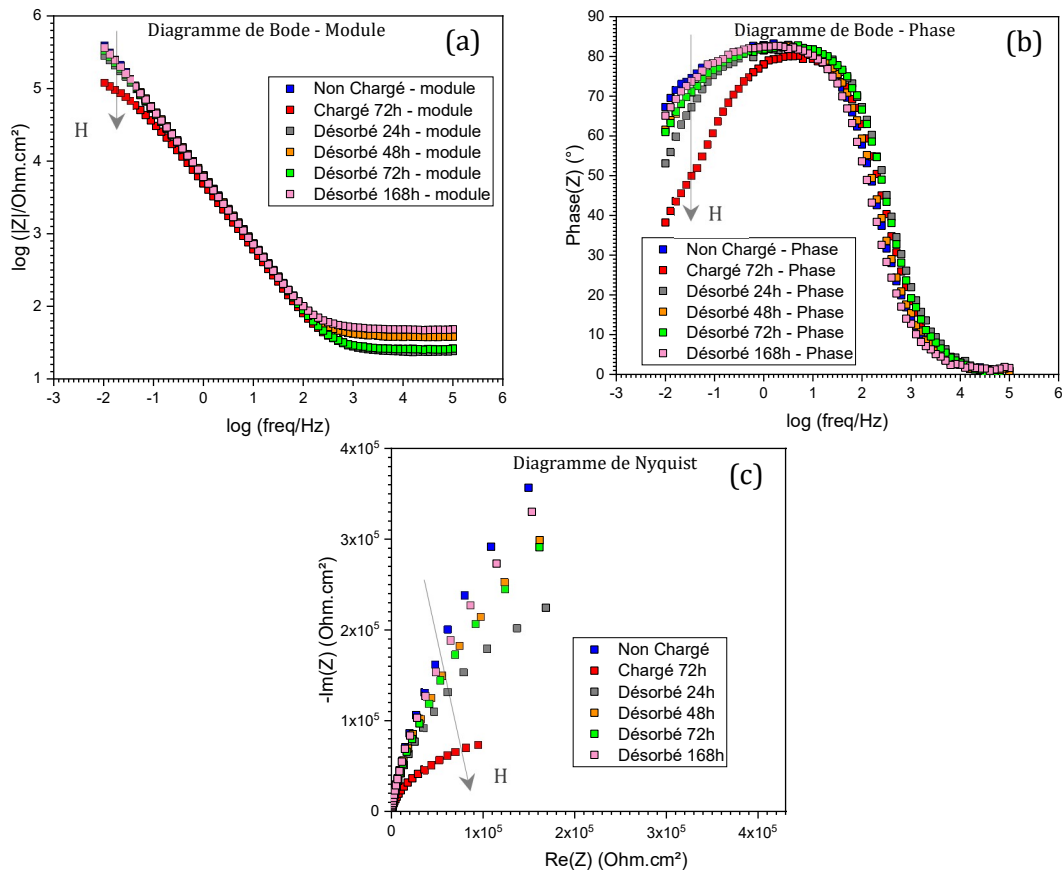 Diagramme de Bode - Module
(a)
6
5
4
3
2
1
log (|Z|/Ohm.cm²)
H
Non Chargé - module
Chargé 72h - module
Désorbé 24h - module
Désorbé 48h - module
Désorbé 72h - module
Désorbé 168h - module
-3 -2 -1 0 1 2 3 4 5 6
log (freq/Hz)
Diagramme de Bode - Phase
(b)
90
80
70
60
50
40
30
20
10
0
Phase(Z) (°)
H
Non Chargé - Phase
Chargé 72h - Phase
Désorbé 24h - Phase
Désorbé 48h - Phase
Désorbé 72h - Phase
Désorbé 168h - Phase
-3 -2 -1 0 1 2 3 4 5 6
log (freq/Hz)
Diagramme de Nyquist
(c)
4x10⁵
3x10⁵
2x10⁵
1x10⁵
0
-Im(Z) (Ohm.cm²)
H
Non Chargé
Chargé 72h
Désorbé 24h
Désorbé 48h
Désorbé 72h
Désorbé 168h
0 1x10⁵ 2x10⁵ 3x10⁵ 4x10⁵
Re(Z) (Ohm.cm²)